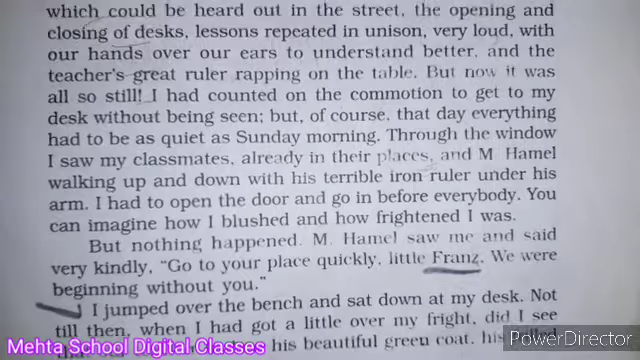 which could be heard out in the street, the opening and
closing of desks, lessons repeated in unison, very loud, with
our hands over our ears to understand better, and the
teacher's great ruler rapping on the table. But now it was
all so still! I had counted on the commotion to get to my
desk without being seen; but, of course, that day everything
had to be as quiet as Sunday morning. Through the window
I saw my classmates, already in their places, and M. Hamel
walking up and down with his terrible iron ruler under his
arm. I had to open the door and go in before everybody. You
can imagine how I blushed and how frightened I was.
But nothing happened. M. Hamel saw me and said
very kindly, “Go to your place quickly, little Franz. We were
beginning without you.”
I jumped over the bench and sat down at my desk. Not
till then, when I had got a little over my fright, did I see
his beautiful green coat, his
Mehta School Digital Classes
PowerDirector